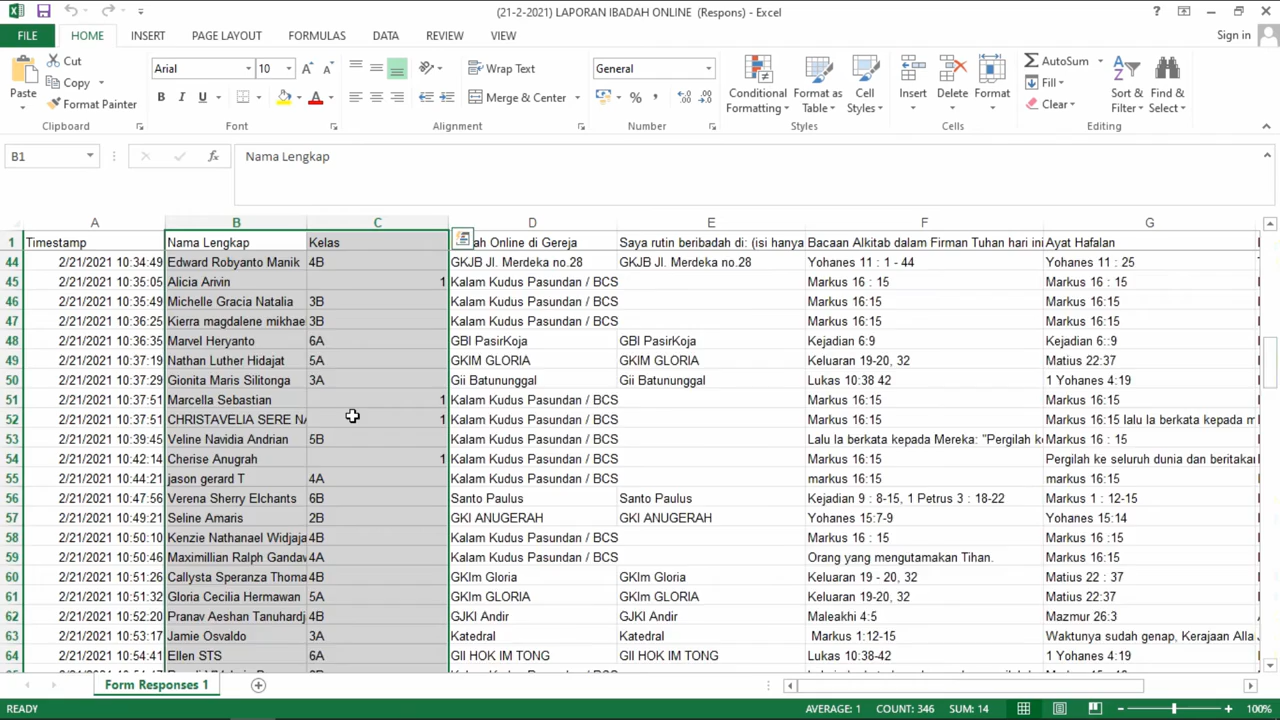 (21-2-2021) LAPORAN IBADAH ONLINE (Respons) - Excel
Sign in
FILE HOME INSERT PAGE LAYOUT FORMULAS DATA REVIEW VIEW
Paste Cut Copy Format Painter Clipboard
Arial 10 B I U A Font
Wrap Text Merge & Center Alignment
General % , Number
Conditional Formatting Format as Table Cell Styles Styles
Insert Delete Format Cells
AutoSum Fill Clear Sort & Filter Find & Select Editing
B1 fx Nama Lengkap
A B C D E F G
1 Timestamp Nama Lengkap Kelas ah Online di Gereja Saya rutin beribadah di: (isi hanya Bacaan Alkitab dalam Firman Tuhan hari ini Ayat Hafalan
44 2/21/2021 10:34:49 Edward Robyanto Manik 4B GKJB Jl. Merdeka no.28 GKJB Jl. Merdeka no.28 Yohanes 11 : 1 - 44 Yohanes 11 : 25
45 2/21/2021 10:35:05 Alicia Arivin 1 Kalam Kudus Pasundan / BCS Markus 16 : 15 Markus 16:15
46 2/21/2021 10:35:49 Michelle Gracia Natalia 3B Kalam Kudus Pasundan / BCS Markus 16:15 Markus 16:15
47 2/21/2021 10:36:25 Kierra magdalene mikhae 3B Kalam Kudus Pasundan / BCS Markus 16:15 Markus 16:15
48 2/21/2021 10:36:35 Marvel Heryanto 6A GBI PasirKoja GBI PasirKoja Kejadian 6:9 Kejadian 6::9
49 2/21/2021 10:37:19 Nathan Luther Hidajat 5A GKIM GLORIA GKIM GLORIA Keluaran 19-20, 32 Matius 22:37
50 2/21/2021 10:37:29 Gionita Maris Silitonga 3A Gii Batununggal Gii Batununggal Lukas 10:38 42 1 Yohanes 4:19
51 2/21/2021 10:37:51 Marcella Sebastian 1 Kalam Kudus Pasundan / BCS Markus 16:15 Markus 16:15
52 2/21/2021 10:37:51 CHRISTAVELIA SERE NA 1 Kalam Kudus Pasundan / BCS Markus 16:15 Markus 16:15 lalu Ia berkata kepada m
53 2/21/2021 10:39:45 Veline Navidia Andrian 5B Kalam Kudus Pasundan / BCS Lalu Ia berkata kepada Mereka: "Pergilah k Markus 16 : 15
54 2/21/2021 10:42:14 Cherise Anugrah 1 Kalam Kudus Pasundan / BCS Markus 16:15 Pergilah ke seluruh dunia dan beritaka
55 2/21/2021 10:44:21 jason gerard T 4A Kalam Kudus Pasundan / BCS markus 16:15 markus 16:15
56 2/21/2021 10:47:56 Verena Sherry Elchants 6B Santo Paulus Santo Paulus Kejadian 9 : 8-15, 1 Petrus 3 : 18-22 Markus 1 : 12-15
57 2/21/2021 10:49:21 Seline Amaris 2B GKI ANUGERAH GKI ANUGERAH Yohanes 15:7-9 Yohanes 15:14
58 2/21/2021 10:50:10 Kenzie Nathanael Widjaja 4B Kalam Kudus Pasundan / BCS Markus 16 : 15 Markus 16:15
59 2/21/2021 10:50:46 Maximillian Ralph Gandaw 4A Kalam Kudus Pasundan / BCS Orang yang mengutamakan Tihan. Markus 16:15
60 2/21/2021 10:51:26 Callysta Speranza Thoma 4B GKIm Gloria GKIm Gloria Keluaran 19 - 20, 32 Matius 22 : 37
61 2/21/2021 10:51:32 Gloria Cecilia Hermawan 5A GKIm GLORIA GKIm GLORIA Keluaran 19-20, 32 Matius 22:37
62 2/21/2021 10:52:20 Pranav Aeshan Tanuhardj 4B GJKI Andir GJKI Andir Maleakhi 4:5 Mazmur 26:3
63 2/21/2021 10:53:17 Jamie Osvaldo 3A Katedral Katedral Markus 1:12-15 Waktunya sudah genap, Kerajaan Alla
64 2/21/2021 10:54:41 Ellen STS 6A GII HOK IM TONG GII HOK IM TONG Lukas 10:38-42 1 Yohanes 4:19
Form Responses 1
READY AVERAGE: 1 COUNT: 346 SUM: 14 100%